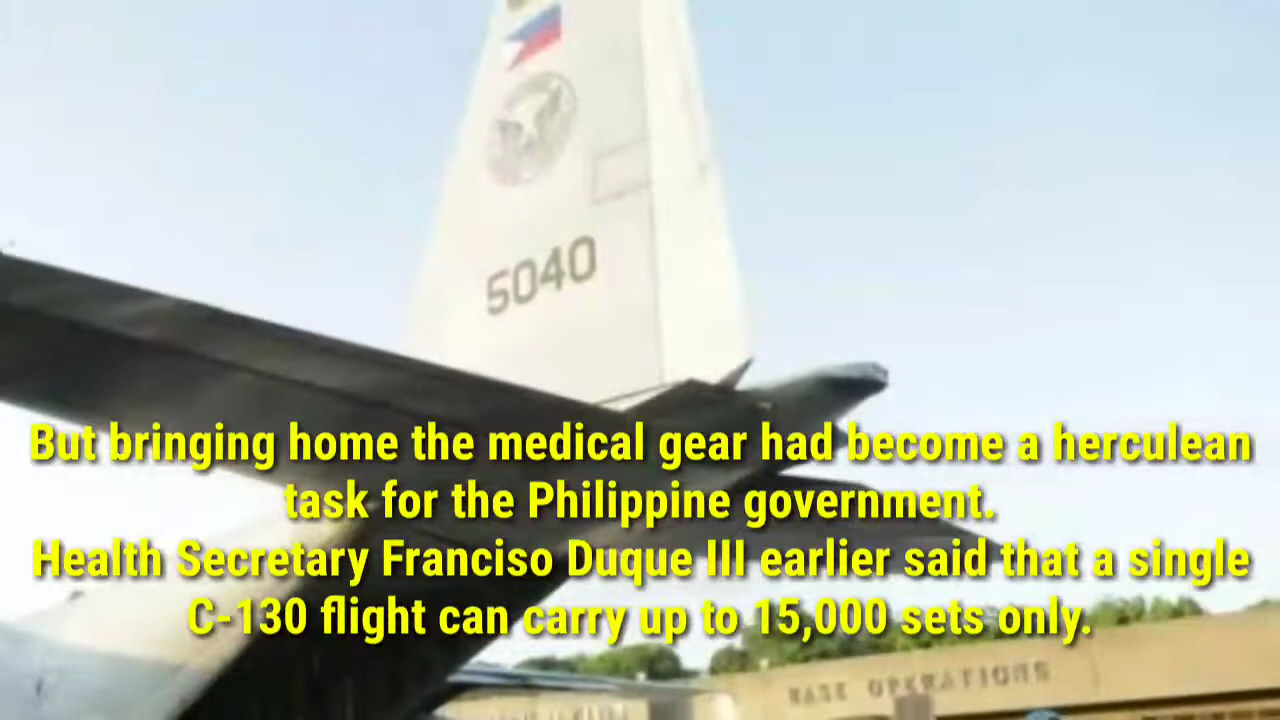 5040
But bringing home the medical gear had become a herculean
task for the Philippine government.
Health Secretary Franciso Duque III earlier said that a single
C-130 flight can carry up to 15,000 sets only.
BASE OPERATIONS